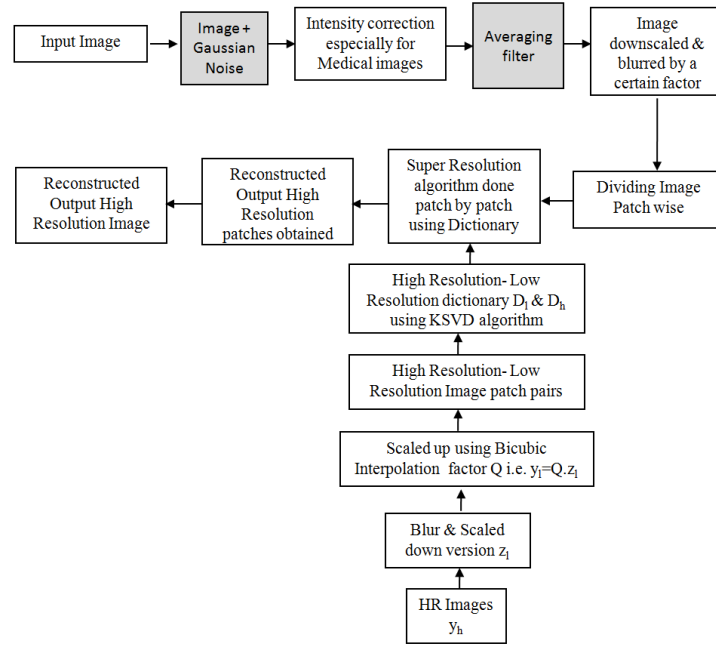 Input Image
Image +
Gaussian
Noise
Intensity correction
especially for
Medical images
Averaging
filter
Image
downscaled &
blurred by a
certain factor
Reconstructed
Output High
Resolution Image
Reconstructed
Output High
Resolution
patches obtained
Super Resolution
algorithm done
patch by patch
using Dictionary
Dividing Image
Patch wise
High Resolution- Low
Resolution dictionary Dl & Dh
using KSVD algorithm
High Resolution- Low
Resolution Image patch pairs
Scaled up using Bicubic
Interpolation factor Q i.e. yl=Q.zl
Blur & Scaled
down version zl
HR Images
yh